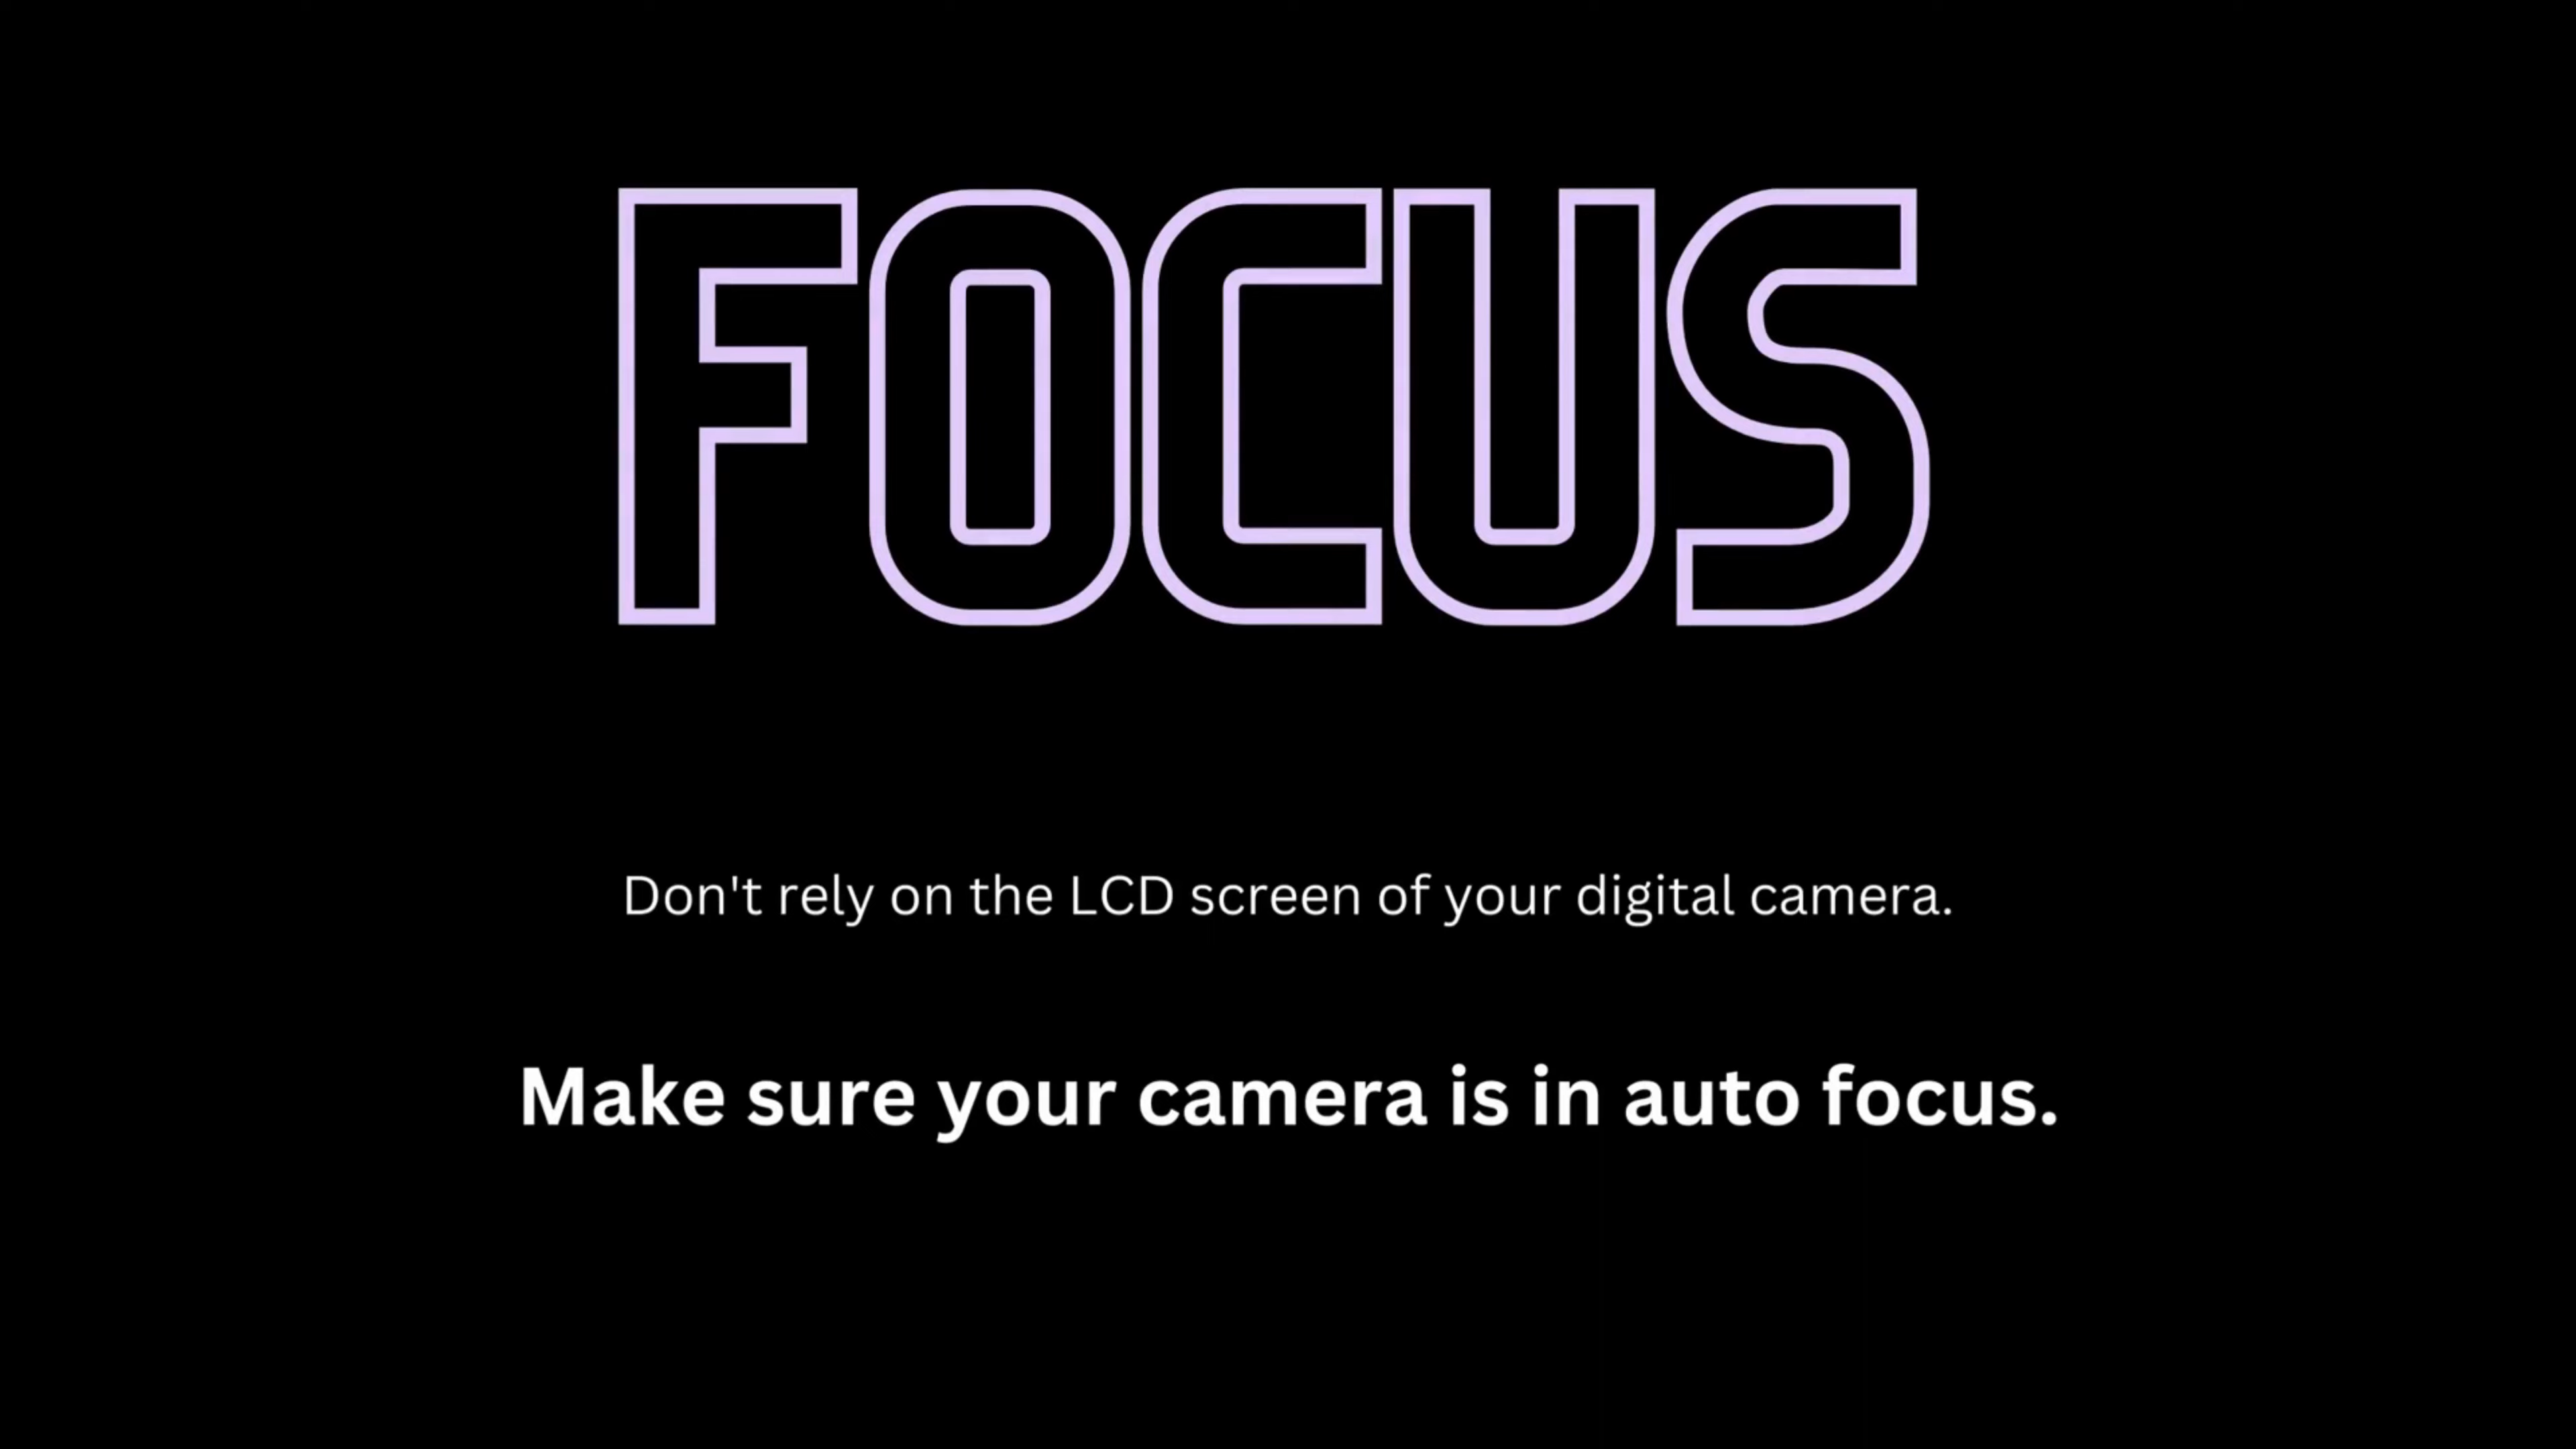 FOCUS
Don't rely on the LCD screen of your digital camera.
Make sure your camera is in auto focus.